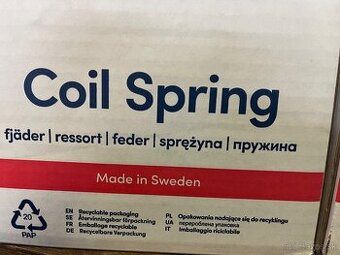 Coil Spring
fjäder | ressort | feder | sprężyna | пружина
Made in Sweden
20
PAP
EN Recyclable packaging
SE Återvinningsbar förpackning
FR Emballage recyclable
DE Recycelbare Verpackung
PL Opakowanie nadające się do recyklingu
UA перероблена упаковка
IT Imballaggio riciclabile